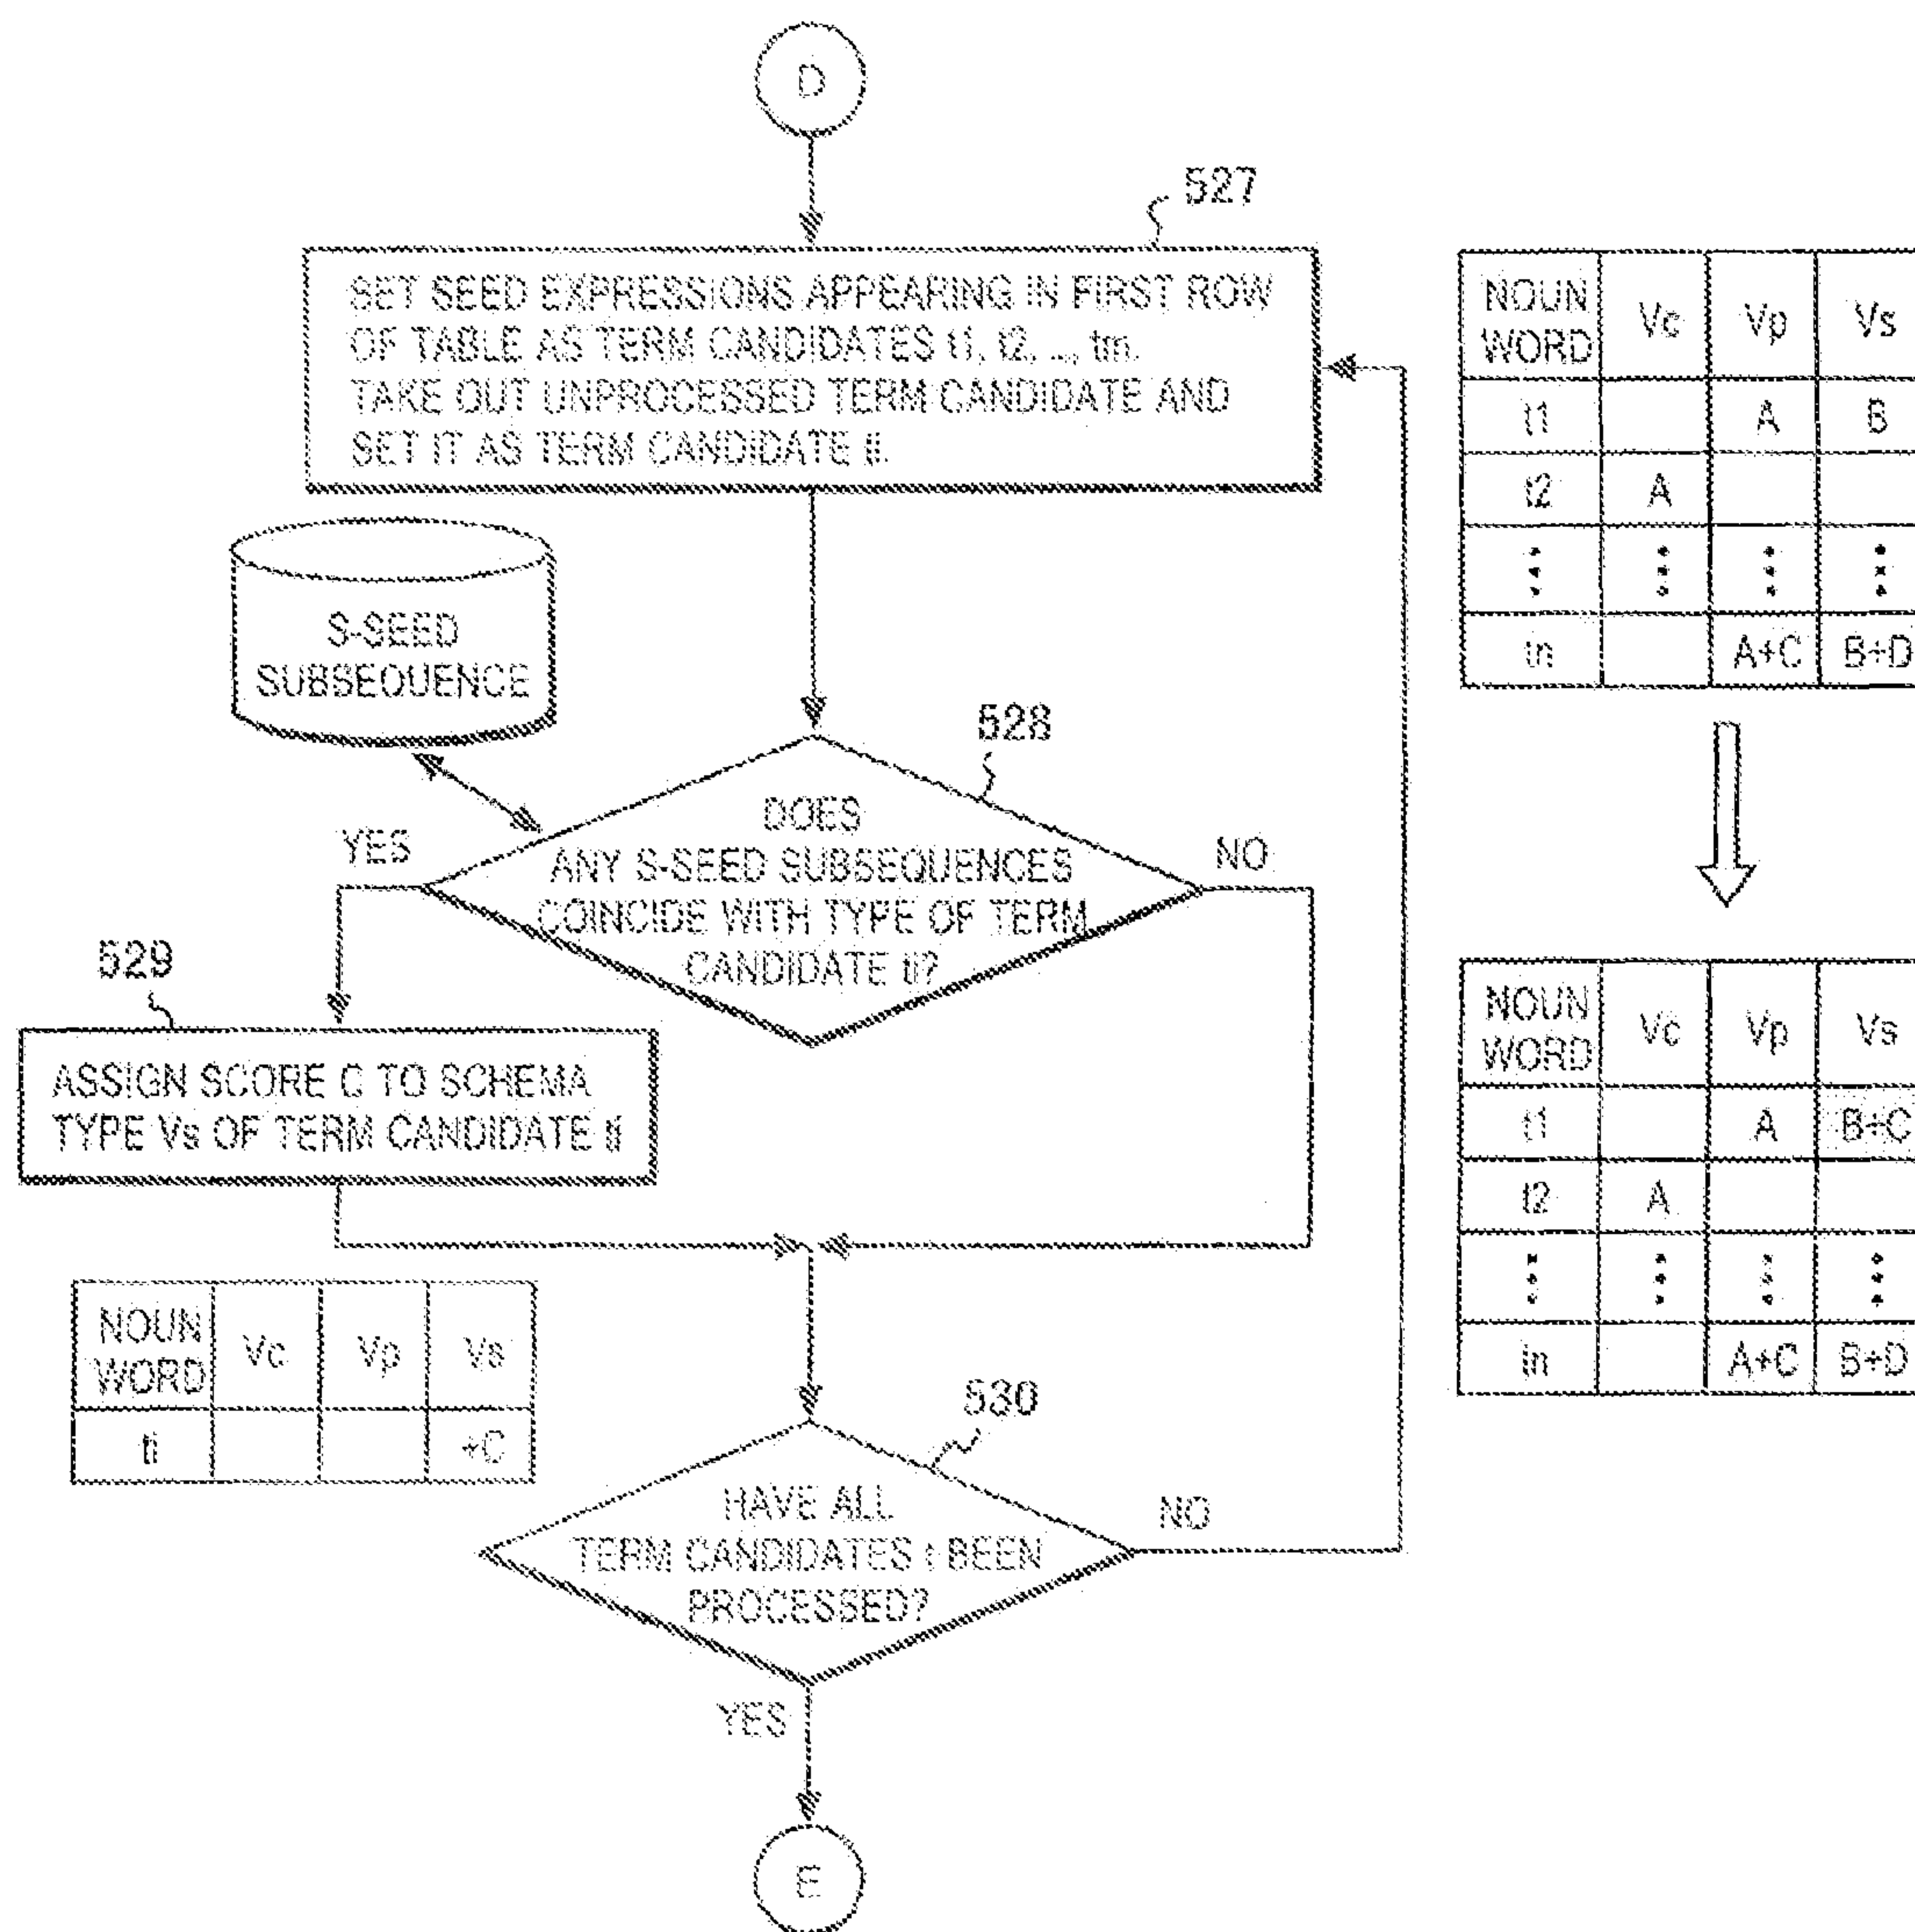 D
527
SET SEED EXPRESSIONS APPEARING IN FIRST ROW
OF TABLE AS TERM CANDIDATES t1, t2, ..., tm.
TAKE OUT UNPROCESSED TERM CANDIDATE AND
SET IT AS TERM CANDIDATE ti.
S-SEED
SUBSEQUENCE
528
DOES
ANY S-SEED SUBSEQUENCES
COINCIDE WITH TYPE OF TERM
CANDIDATE ti?
YES
NO
529
ASSIGN SCORE C TO SCHEMA
TYPE Vs OF TERM CANDIDATE ti
NOUN WORD Vc Vp Vs
ti +C
530
HAVE ALL
TERM CANDIDATES t BEEN
PROCESSED?
NO
YES
E
NOUN WORD Vc Vp Vs
t1 A B
t2 A
tn A+C B+D
NOUN WORD Vc Vp Vs
t1 A B+C
t2 A
tn A+C B+D